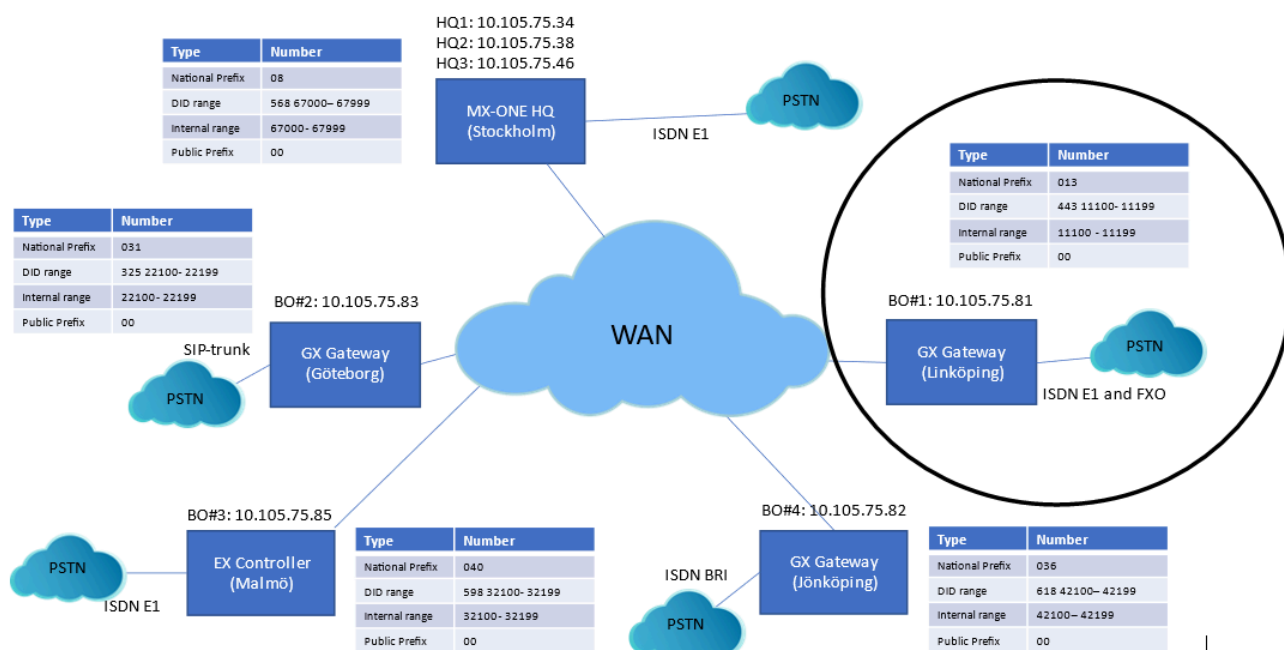 HQ1: 10.105.75.34
HQ2: 10.105.75.38
HQ3: 10.105.75.46
Type Number
National Prefix 08
DID range 568 67000– 67999
Internal range 67000- 67999
Public Prefix 00
MX-ONE HQ
(Stockholm)
PSTN
ISDN E1
Type Number
National Prefix 013
DID range 443 11100- 11199
Internal range 11100 - 11199
Public Prefix 00
Type Number
National Prefix 031
DID range 325 22100- 22199
Internal range 22100- 22199
Public Prefix 00
BO#2: 10.105.75.83
GX Gateway
(Göteborg)
SIP-trunk
PSTN
WAN
BO#1: 10.105.75.81
GX Gateway
(Linköping)
PSTN
ISDN E1 and FXO
BO#3: 10.105.75.85
EX Controller
(Malmö)
PSTN
ISDN E1
Type Number
National Prefix 040
DID range 598 32100- 32199
Internal range 32100- 32199
Public Prefix 00
BO#4: 10.105.75.82
GX Gateway
(Jönköping)
ISDN BRI
PSTN
Type Number
National Prefix 036
DID range 618 42100– 42199
Internal range 42100– 42199
Public Prefix 00